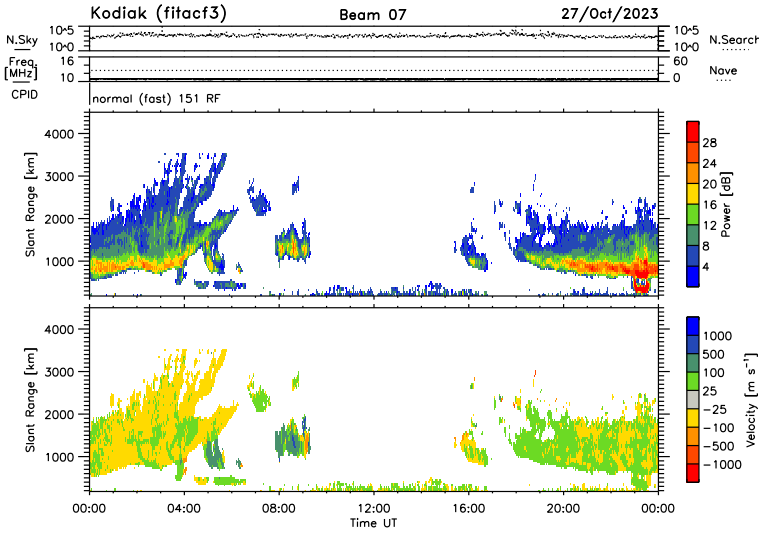 Kodiak (fitacf3) Beam 07 27/Oct/2023
N.Sky 10^5 10^0 10^5 10^0 N.Search
Freq. [MHz] 16 10 60 0 Nave
CPID normal (fast) 151 RF
Slant Range [km]
4000
3000
2000
1000
28
24
20
16
12
8
4
Power [dB]
Slant Range [km]
4000
3000
2000
1000
1000
500
100
25
-25
-100
-500
-1000
Velocity [m s^-1]
00:00 04:00 08:00 12:00 16:00 20:00 00:00
Time UT